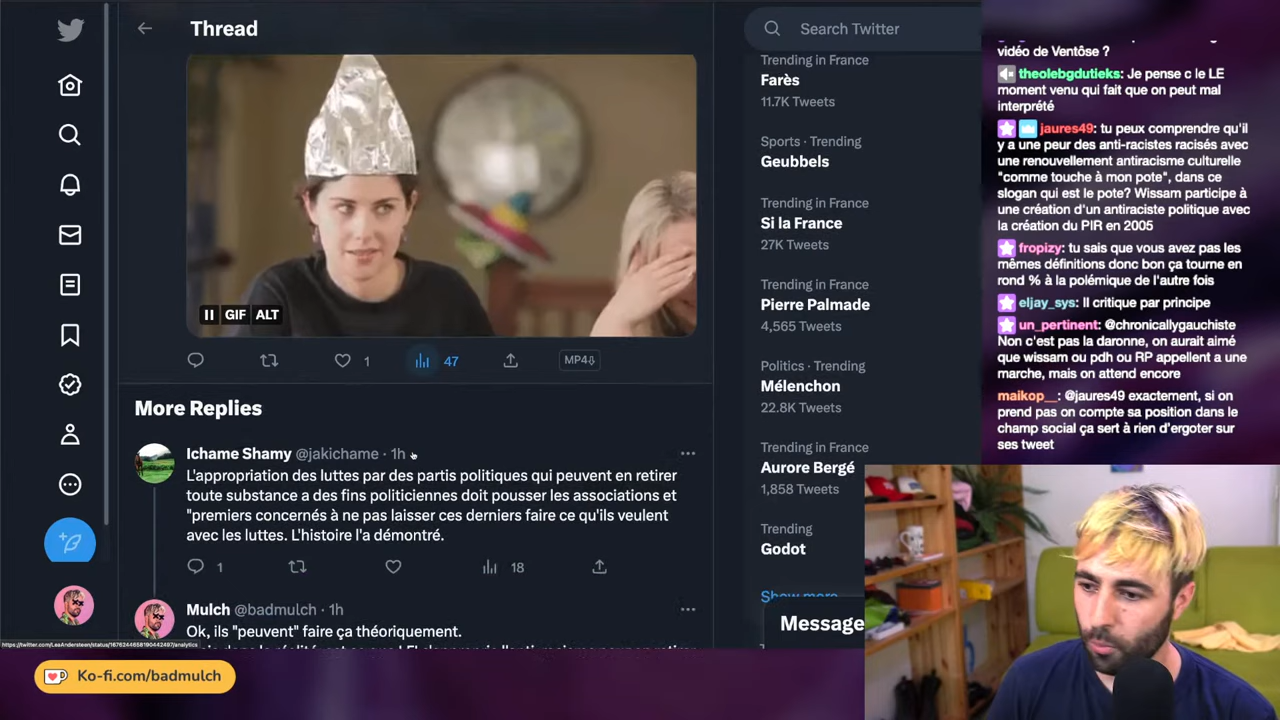 Thread
GIF ALT
1
47
MP4
More Replies
Ichame Shamy @jakichame · 1h
L'appropriation des luttes par des partis politiques qui peuvent en retirer
toute substance a des fins politiciennes doit pousser les associations et
"premiers concernés à ne pas laisser ces derniers faire ce qu'ils veulent
avec les luttes. L'histoire l'a démontré.
1
18
Mulch @badmulch · 1h
Ok, ils "peuvent" faire ça théoriquement.
Search Twitter
Trending in France
Farès
11.7K Tweets
Sports · Trending
Geubbels
Trending in France
Si la France
27K Tweets
Trending in France
Pierre Palmade
4,565 Tweets
Politics · Trending
Mélenchon
22.8K Tweets
Trending in France
Aurore Bergé
1,858 Tweets
Trending
Godot
Show more
Message
vidéo de Ventôse ?
theolebgdutieks: Je pense c le LE
moment venu qui fait que on peut mal
interprété
jaures49: tu peux comprendre qu'il
y a une peur des anti-racistes racisés avec
une renouvellement antiracisme culturelle
"comme touche à mon pote", dans ce
slogan qui est le pote? Wissam participe à
une création d'un antiraciste politique avec
la création du PIR en 2005
fropizy: tu sais que vous avez pas les
mêmes définitions donc bon ça tourne en
rond % à la polémique de l'autre fois
eljay_sys: Il critique par principe
un_pertinent: @chronicallygauchiste
Non c'est pas la daronne, on aurait aimé
que wissam ou pdh ou RP appellent a une
marche, mais on attend encore
maikop__: @jaures49 exactement, si on
prend pas on compte sa position dans le
champ social ça sert à rien d'ergoter sur
ses tweet
Ko-fi.com/badmulch